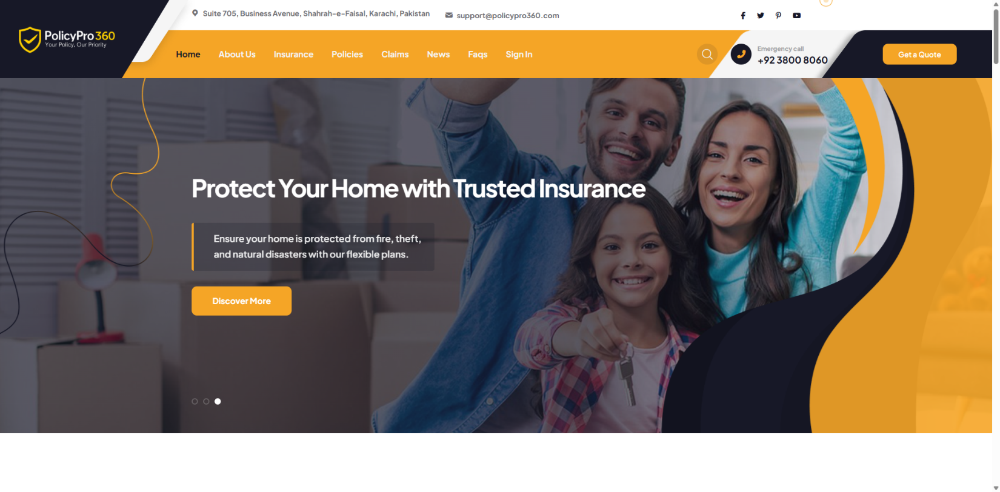 Suite 705, Business Avenue, Shahrah-e-Faisal, Karachi, Pakistan
support@policypro360.com
PolicyPro360
Your Policy, Our Priority
Home
About Us
Insurance
Policies
Claims
News
Faqs
Sign In
Emergency call
+92 3800 8060
Get a Quote
Protect Your Home with Trusted Insurance
Ensure your home is protected from fire, theft,
and natural disasters with our flexible plans.
Discover More